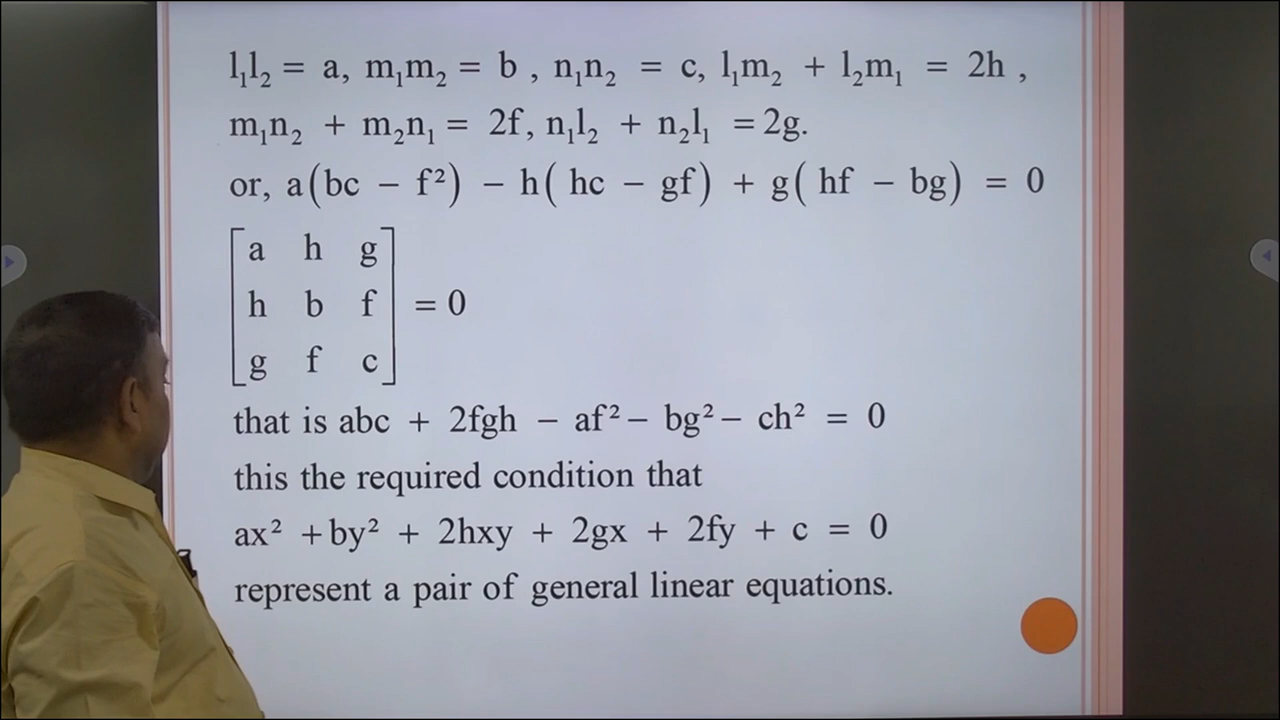 l₁l₂ = a, m₁m₂ = b , n₁n₂ = c, l₁m₂ + l₂m₁ = 2h ,
m₁n₂ + m₂n₁ = 2f, n₁l₂ + n₂l₁ = 2g.
or, a(bc − f²) − h( hc − gf) + g( hf − bg) = 0
a h g
h b f = 0
g f c
that is abc + 2fgh − af² − bg² − ch² = 0
this the required condition that
ax² + by² + 2hxy + 2gx + 2fy + c = 0
represent a pair of general linear equations.